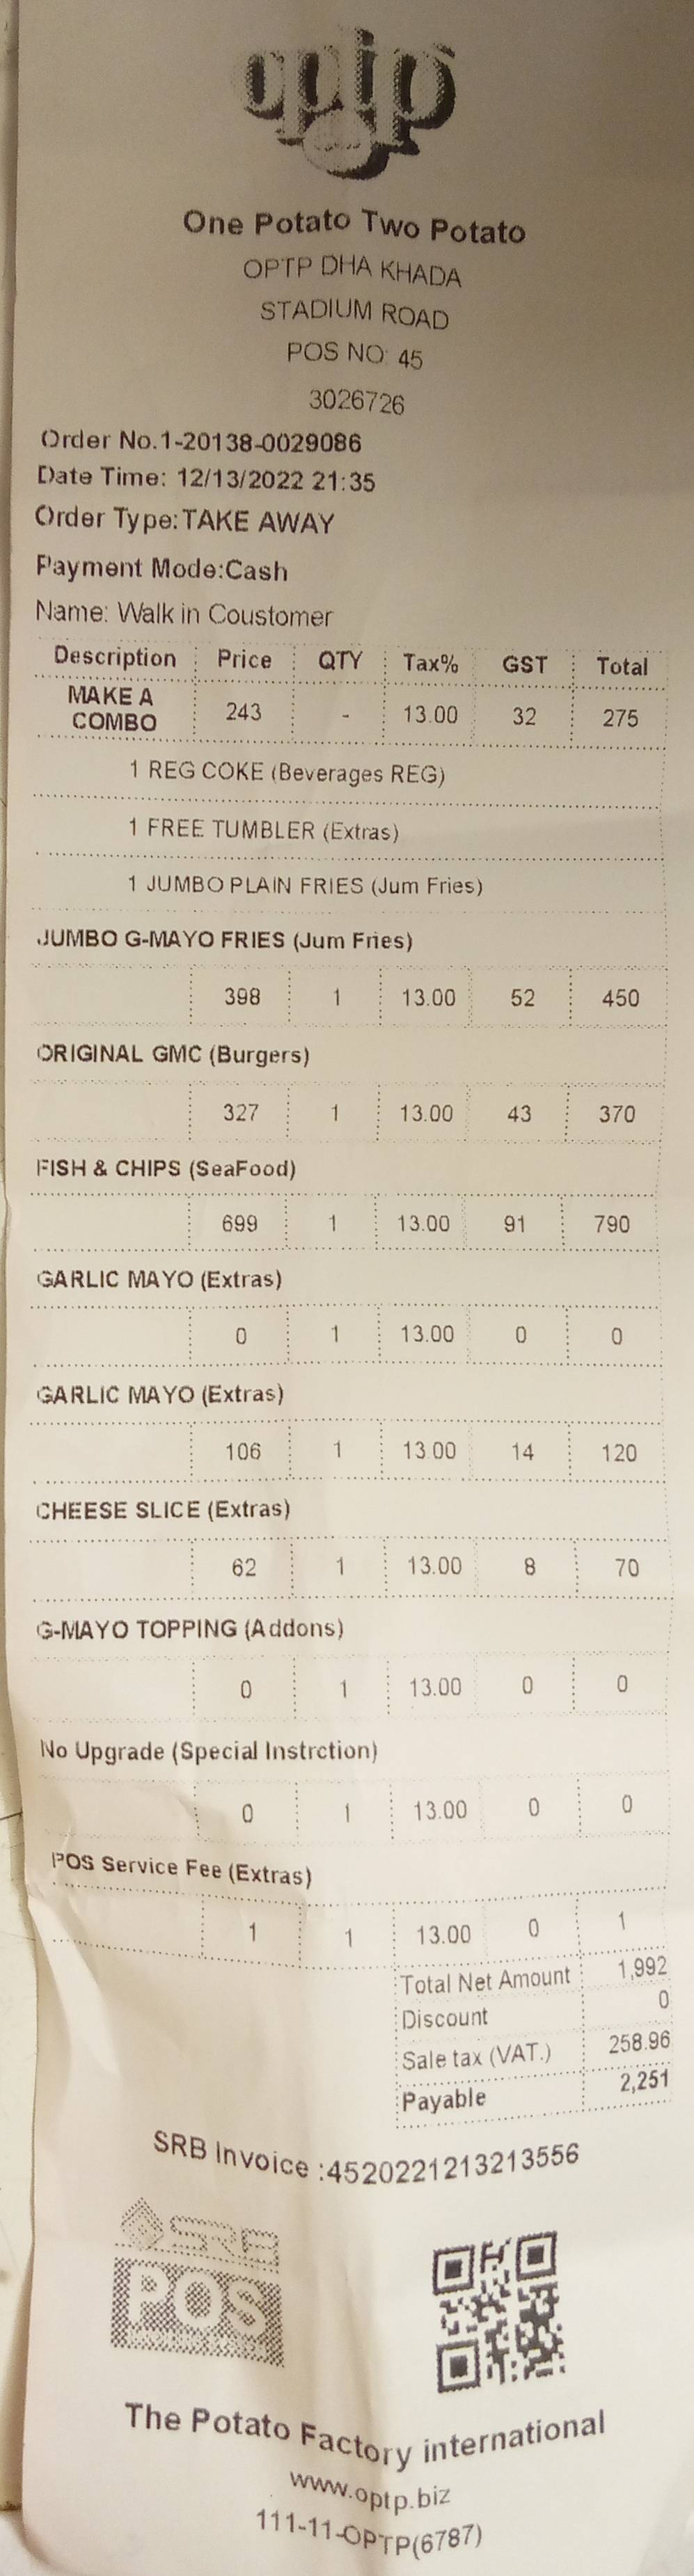 optp
One Potato Two Potato
OPTP DHA KHADA
STADIUM ROAD
POS NO: 45
3026726
Order No.1-20138-0029086
Date Time: 12/13/2022 21:35
Order Type:TAKE AWAY
Payment Mode:Cash
Name: Walk in Coustomer
Description Price QTY Tax% GST Total
MAKE A
COMBO 243 - 13.00 32 275
1 REG COKE (Beverages REG)
1 FREE TUMBLER (Extras)
1 JUMBO PLAIN FRIES (Jum Fries)
JUMBO G-MAYO FRIES (Jum Fries)
398 1 13.00 52 450
ORIGINAL GMC (Burgers)
327 1 13.00 43 370
FISH & CHIPS (SeaFood)
699 1 13.00 91 790
GARLIC MAYO (Extras)
0 1 13.00 0 0
GARLIC MAYO (Extras)
106 1 13.00 14 120
CHEESE SLICE (Extras)
62 1 13.00 8 70
G-MAYO TOPPING (Addons)
0 1 13.00 0 0
No Upgrade (Special Instrction)
0 1 13.00 0 0
POS Service Fee (Extras)
1 1 13.00 0 1
Total Net Amount 1,992
Discount 0
Sale tax (VAT.) 258.96
Payable 2,251
SRB Invoice :4520221213213556
SRB
POS
The Potato Factory international
www.optp.biz
111-11-OPTP(6787)